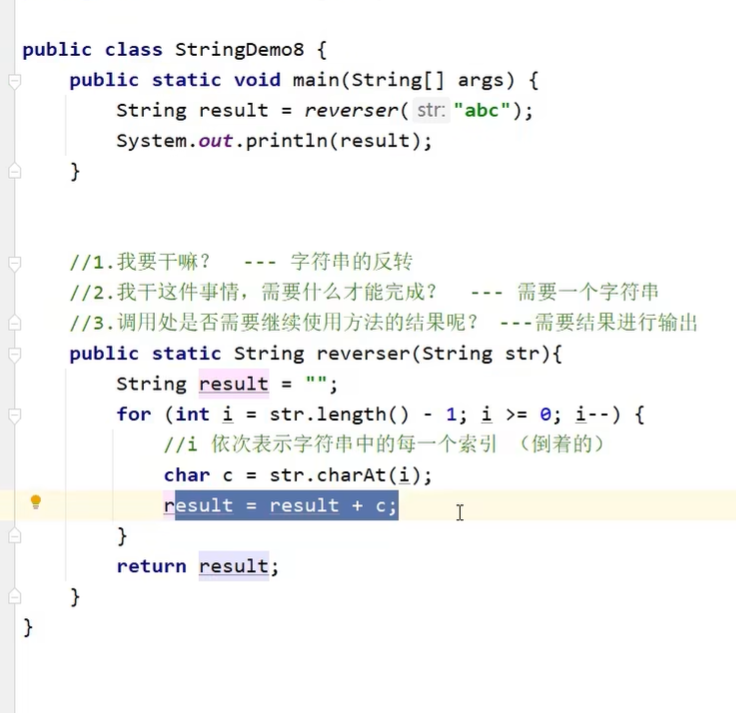 public class StringDemo8 {
public static void main(String[] args) {
String result = reverser( str: "abc");
System.out.println(result);
}
//1.我要干嘛？ --- 字符串的反转
//2.我干这件事情，需要什么才能完成？ --- 需要一个字符串
//3.调用处是否需要继续使用方法的结果呢？ ---需要结果进行输出
public static String reverser(String str){
String result = "";
for (int i = str.length() - 1; i >= 0; i--) {
//i 依次表示字符串中的每一个索引 （倒着的）
char c = str.charAt(i);
result = result + c;
}
return result;
}
}